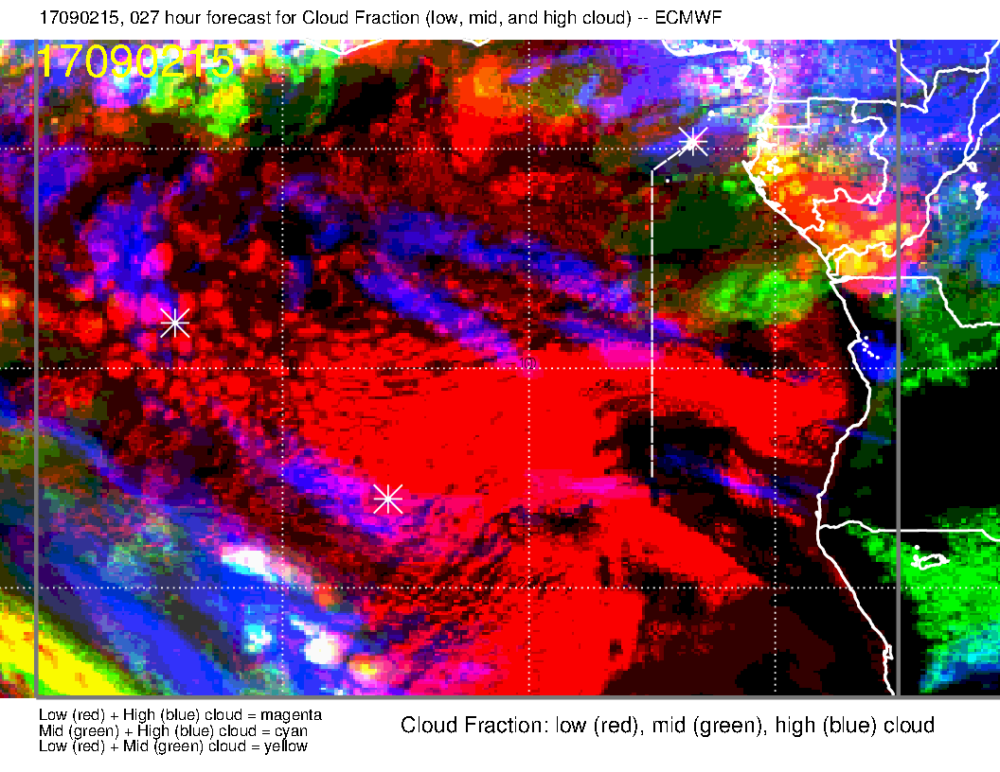 17090215, 027 hour forecast for Cloud Fraction (low, mid, and high cloud) -- ECMWF
17090215
Low (red) + High (blue) cloud = magenta
Mid (green) + High (blue) cloud = cyan
Low (red) + Mid (green) cloud = yellow
Cloud Fraction: low (red), mid (green), high (blue) cloud